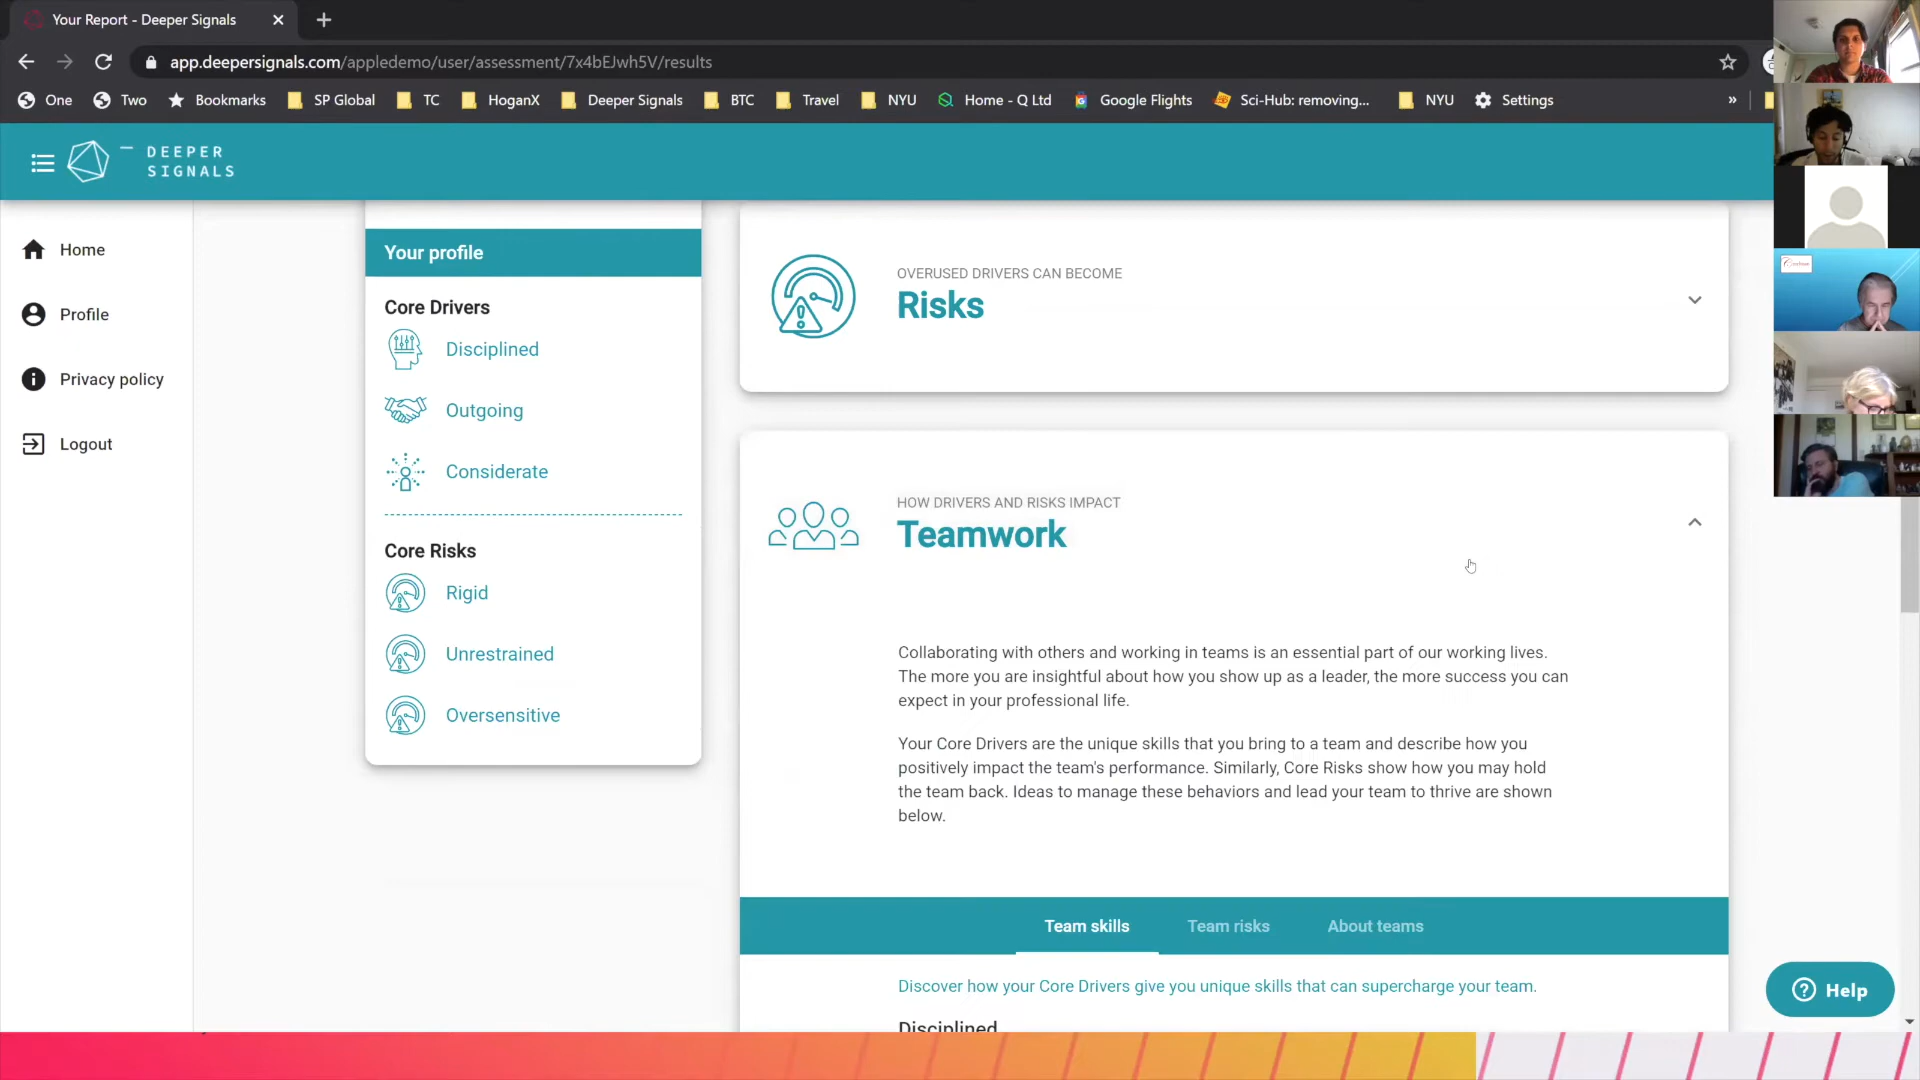 Your Report - Deeper Signals
app.deepersignals.com/appledemo/user/assessment/7x4bEJwh5V/results
One Two Bookmarks SP Global TC HoganX Deeper Signals BTC Travel NYU Home - Q Ltd Google Flights Sci-Hub: removing... NYU Settings »
DEEPER
SIGNALS
Home
Profile
Privacy policy
Logout
Your profile
Core Drivers
Disciplined
Outgoing
Considerate
Core Risks
Rigid
Unrestrained
Oversensitive
OVERUSED DRIVERS CAN BECOME
Risks
HOW DRIVERS AND RISKS IMPACT
Teamwork
Collaborating with others and working in teams is an essential part of our working lives.
The more you are insightful about how you show up as a leader, the more success you can
expect in your professional life.
Your Core Drivers are the unique skills that you bring to a team and describe how you
positively impact the team's performance. Similarly, Core Risks show how you may hold
the team back. Ideas to manage these behaviors and lead your team to thrive are shown
below.
Team skills Team risks About teams
Discover how your Core Drivers give you unique skills that can supercharge your team.
Disciplined
Help